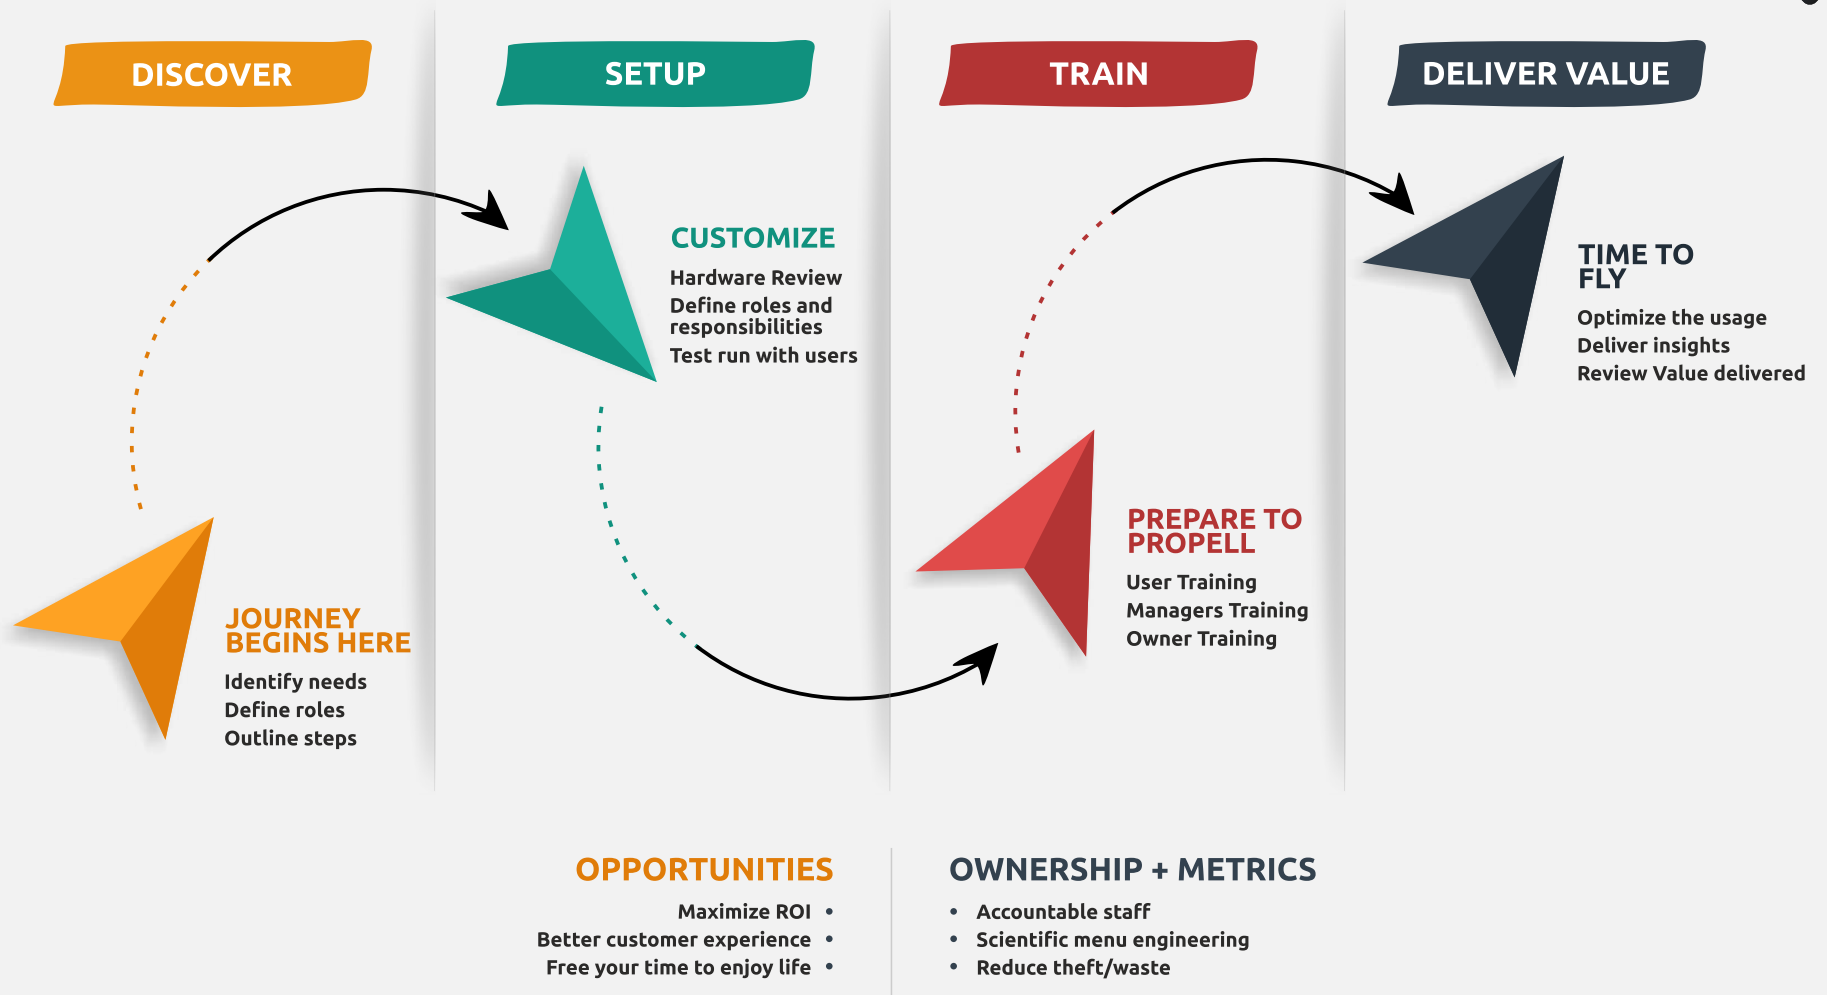 DISCOVER
SETUP
TRAIN
DELIVER VALUE
JOURNEY
BEGINS HERE
Identify needs
Define roles
Outline steps
CUSTOMIZE
Hardware Review
Define roles and
responsibilities
Test run with users
PREPARE TO
PROPELL
User Training
Managers Training
Owner Training
TIME TO
FLY
Optimize the usage
Deliver insights
Review Value delivered
OPPORTUNITIES
Maximize ROI •
Better customer experience •
Free your time to enjoy life •
OWNERSHIP + METRICS
• Accountable staff
• Scientific menu engineering
• Reduce theft/waste